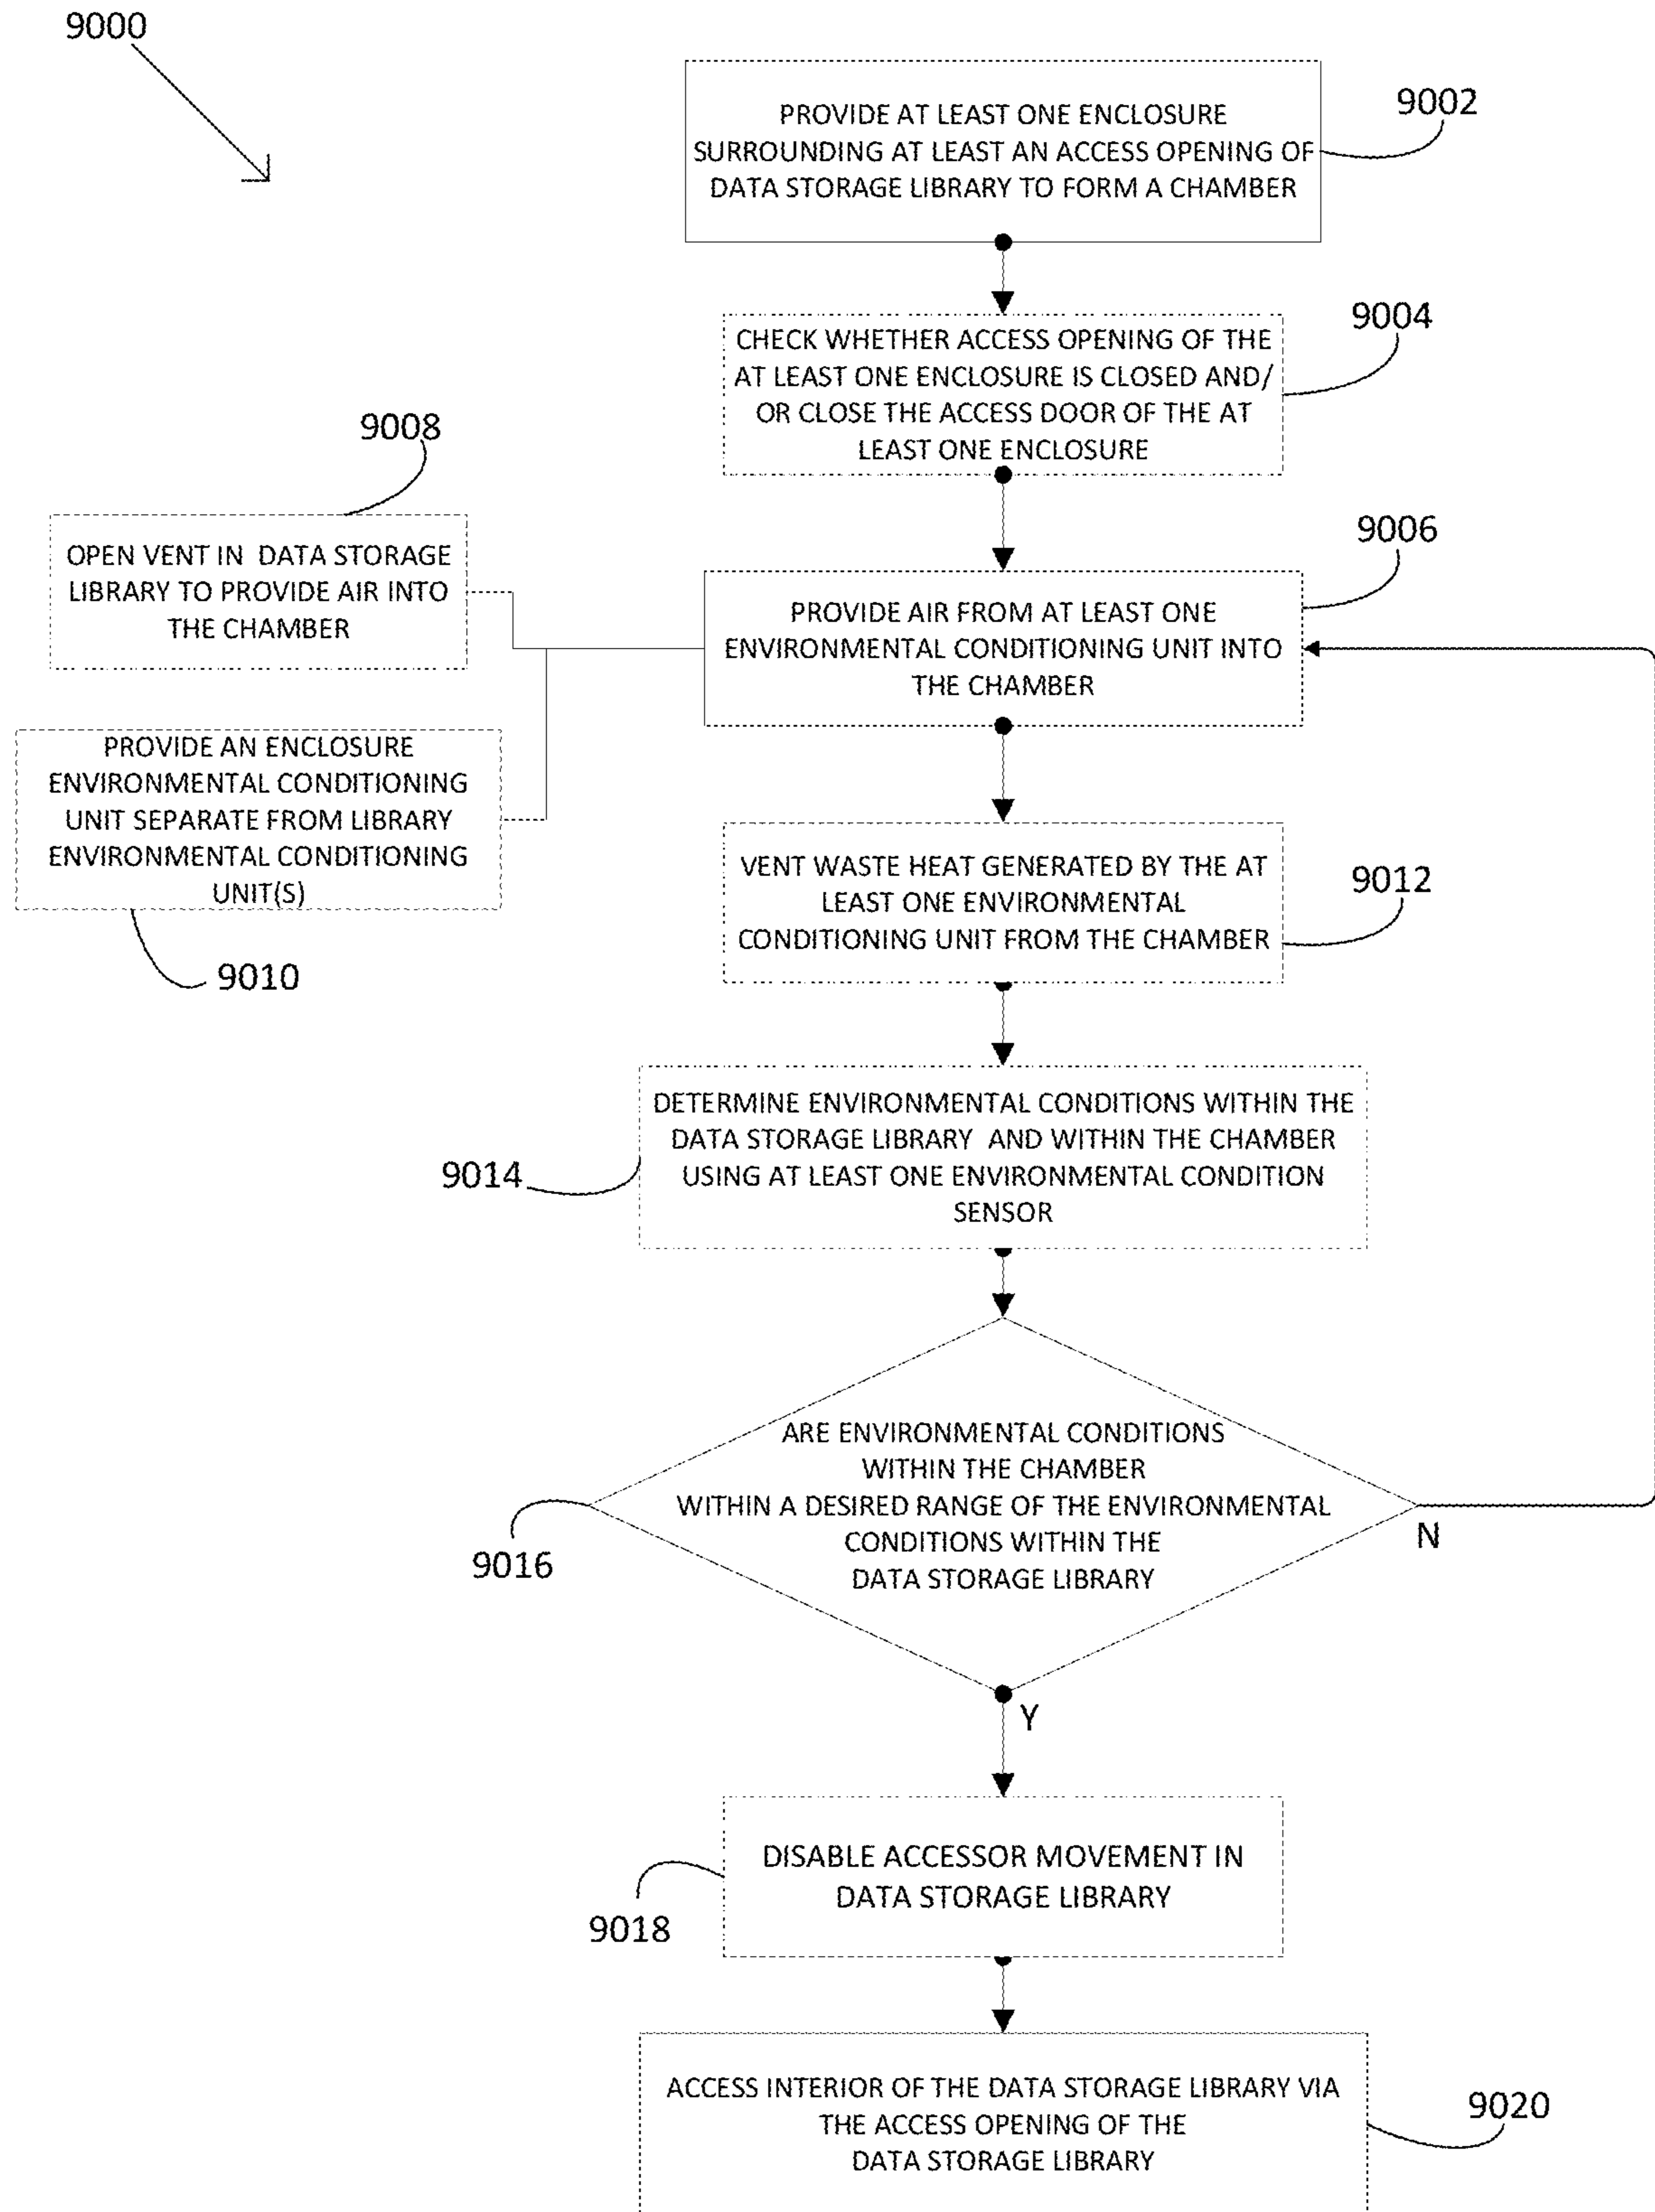 9000
PROVIDE AT LEAST ONE ENCLOSURE
SURROUNDING AT LEAST AN ACCESS OPENING OF
DATA STORAGE LIBRARY TO FORM A CHAMBER
9002
CHECK WHETHER ACCESS OPENING OF THE
AT LEAST ONE ENCLOSURE IS CLOSED AND/
OR CLOSE THE ACCESS DOOR OF THE AT
LEAST ONE ENCLOSURE
9004
9008
OPEN VENT IN DATA STORAGE
LIBRARY TO PROVIDE AIR INTO
THE CHAMBER
9006
PROVIDE AIR FROM AT LEAST ONE
ENVIRONMENTAL CONDITIONING UNIT INTO
THE CHAMBER
PROVIDE AN ENCLOSURE
ENVIRONMENTAL CONDITIONING
UNIT SEPARATE FROM LIBRARY
ENVIRONMENTAL CONDITIONING
UNIT(S)
9010
VENT WASTE HEAT GENERATED BY THE AT
LEAST ONE ENVIRONMENTAL
CONDITIONING UNIT FROM THE CHAMBER
9012
DETERMINE ENVIRONMENTAL CONDITIONS WITHIN THE
DATA STORAGE LIBRARY AND WITHIN THE CHAMBER
USING AT LEAST ONE ENVIRONMENTAL CONDITION
SENSOR
9014
ARE ENVIRONMENTAL CONDITIONS
WITHIN THE CHAMBER
WITHIN A DESIRED RANGE OF THE ENVIRONMENTAL
CONDITIONS WITHIN THE
DATA STORAGE LIBRARY
9016
N
Y
DISABLE ACCESSOR MOVEMENT IN
DATA STORAGE LIBRARY
9018
ACCESS INTERIOR OF THE DATA STORAGE LIBRARY VIA
THE ACCESS OPENING OF THE
DATA STORAGE LIBRARY
9020